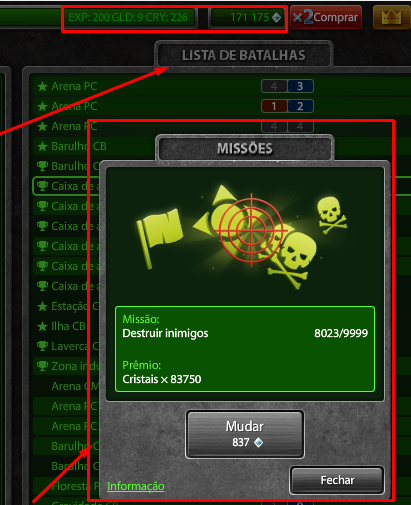 EXP: 200 GLD: 9 CRY: 226
171 175
×2 Comprar
LISTA DE BATALHAS
Arena PC 4 3
Arena PC 1 2
Arena PC 4 4
Barulho CB
Barulho C
Caixa de a
Caixa de
Caixa de a
Caixa de a
Caixa de a
Caixa de a
Estação C
Ilha CB
Laverca C
Zona indu
Arena CM
Arena PC
Arena PC
Barulho C
Barulho C
Floresta P
MISSÕES
Missão:
Destruir inimigos 8023/9999
Prêmio:
Cristais × 83750
Mudar
837
Informação
Fechar